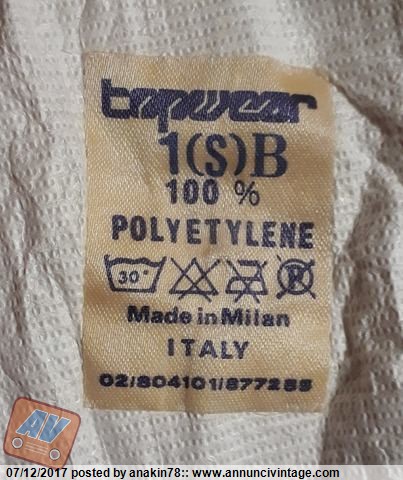 topwear
1(S)B
100 %
POLYETYLENE
30°
P
Made in Milan
ITALY
02/804101/877288
AV
07/12/2017 posted by anakin78:: www.annuncivintage.com